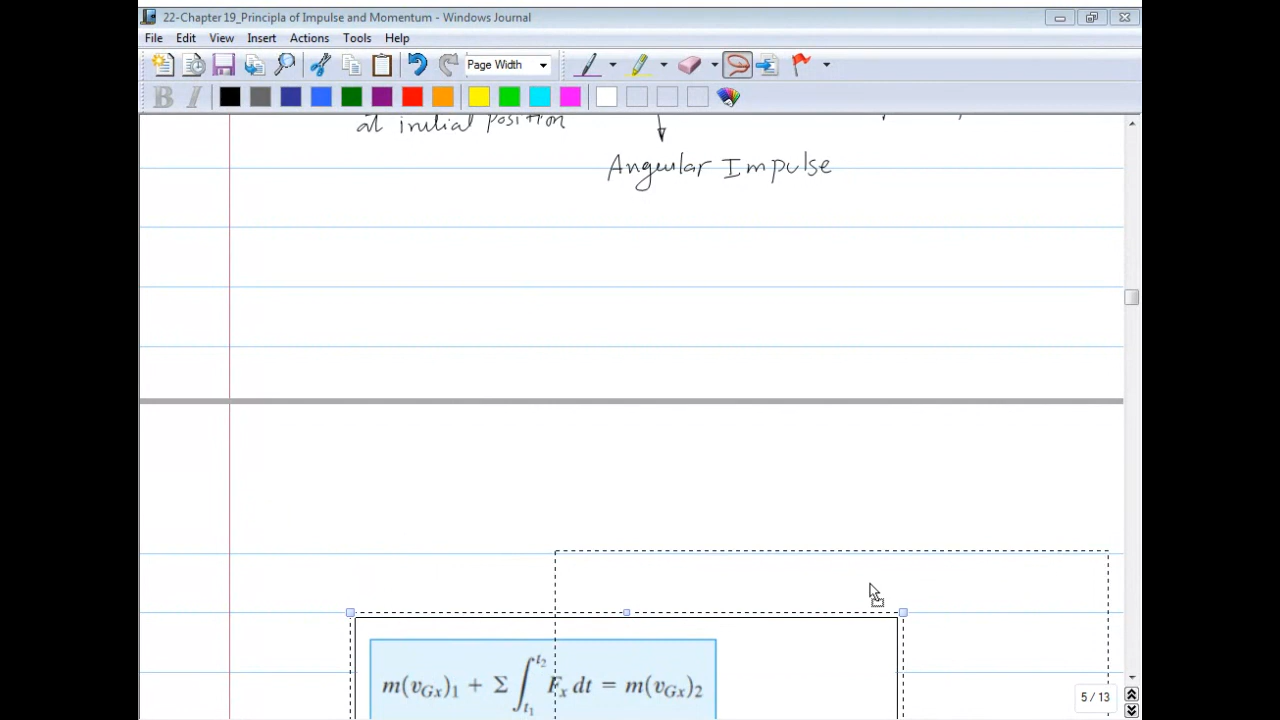 22-Chapter 19_Principla of Impulse and Momentum - Windows Journal
File Edit View Insert Actions Tools Help
Page Width
B I
at initial position
Angular Impulse
m(v_Gx)_1 + Σ ∫_{t_1}^{t_2} F_x dt = m(v_Gx)_2
5 / 13